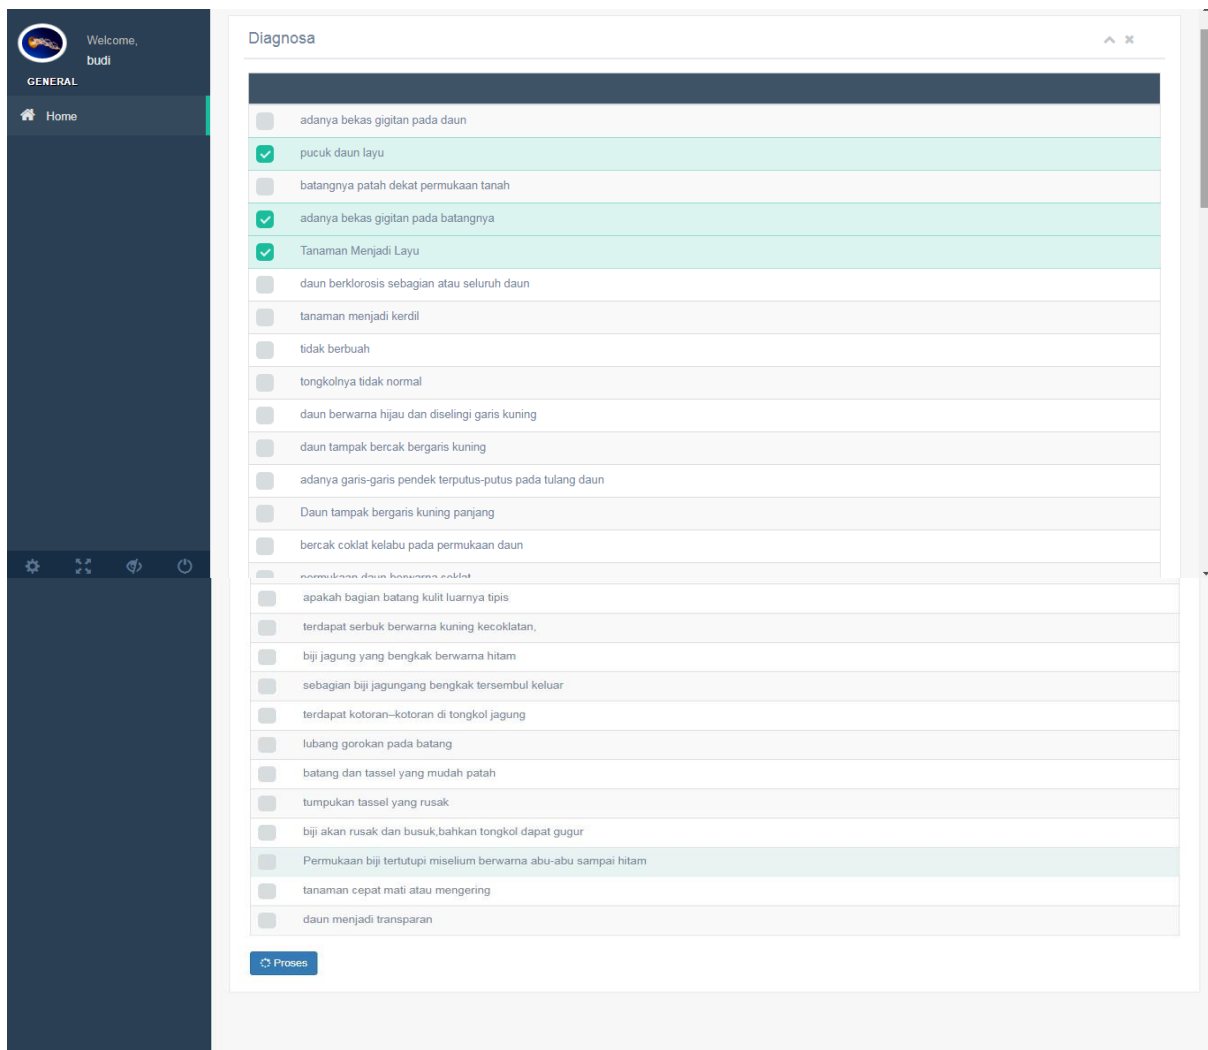 Welcome,
budi
GENERAL
Home
Diagnosa
adanya bekas gigitan pada daun
pucuk daun layu
batangnya patah dekat permukaan tanah
adanya bekas gigitan pada batangnya
Tanaman Menjadi Layu
daun berklorosis sebagian atau seluruh daun
tanaman menjadi kerdil
tidak berbuah
tongkolnya tidak normal
daun berwarna hijau dan diselingi garis kuning
daun tampak bercak bergaris kuning
adanya garis-garis pendek terputus-putus pada tulang daun
Daun tampak bergaris kuning panjang
bercak coklat kelabu pada permukaan daun
permukaan daun berwarna coklat
apakah bagian batang kulit luarnya tipis
terdapat serbuk berwarna kuning kecoklatan,
biji jagung yang bengkak berwarna hitam
sebagian biji jagungang bengkak tersembul keluar
terdapat kotoran–kotoran di tongkol jagung
lubang gorokan pada batang
batang dan tassel yang mudah patah
tumpukan tassel yang rusak
biji akan rusak dan busuk,bahkan tongkol dapat gugur
Permukaan biji tertutupi miselium berwarna abu-abu sampai hitam
tanaman cepat mati atau mengering
daun menjadi transparan
Proses